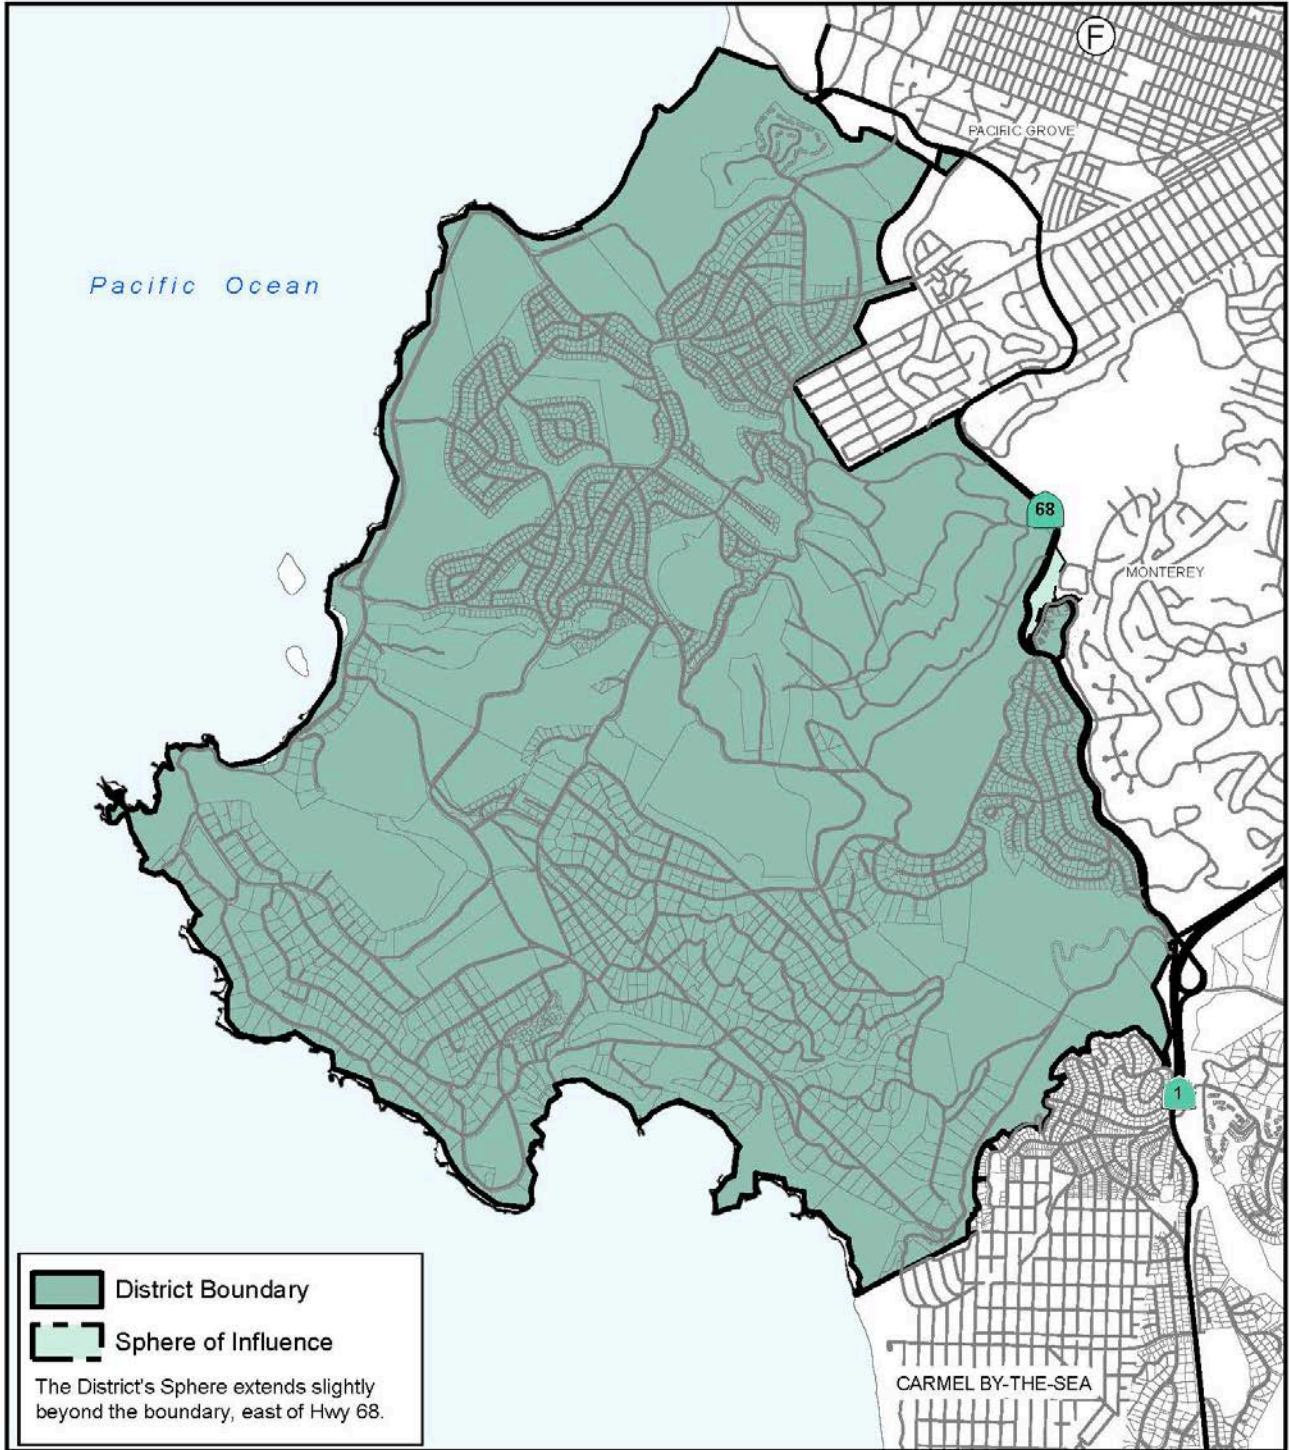 F
PACIFIC GROVE
Pacific Ocean
68
MONTEREY
1
District Boundary
Sphere of Influence
The District's Sphere extends slightly
beyond the boundary, east of Hwy 68.
CARMEL BY-THE-SEA